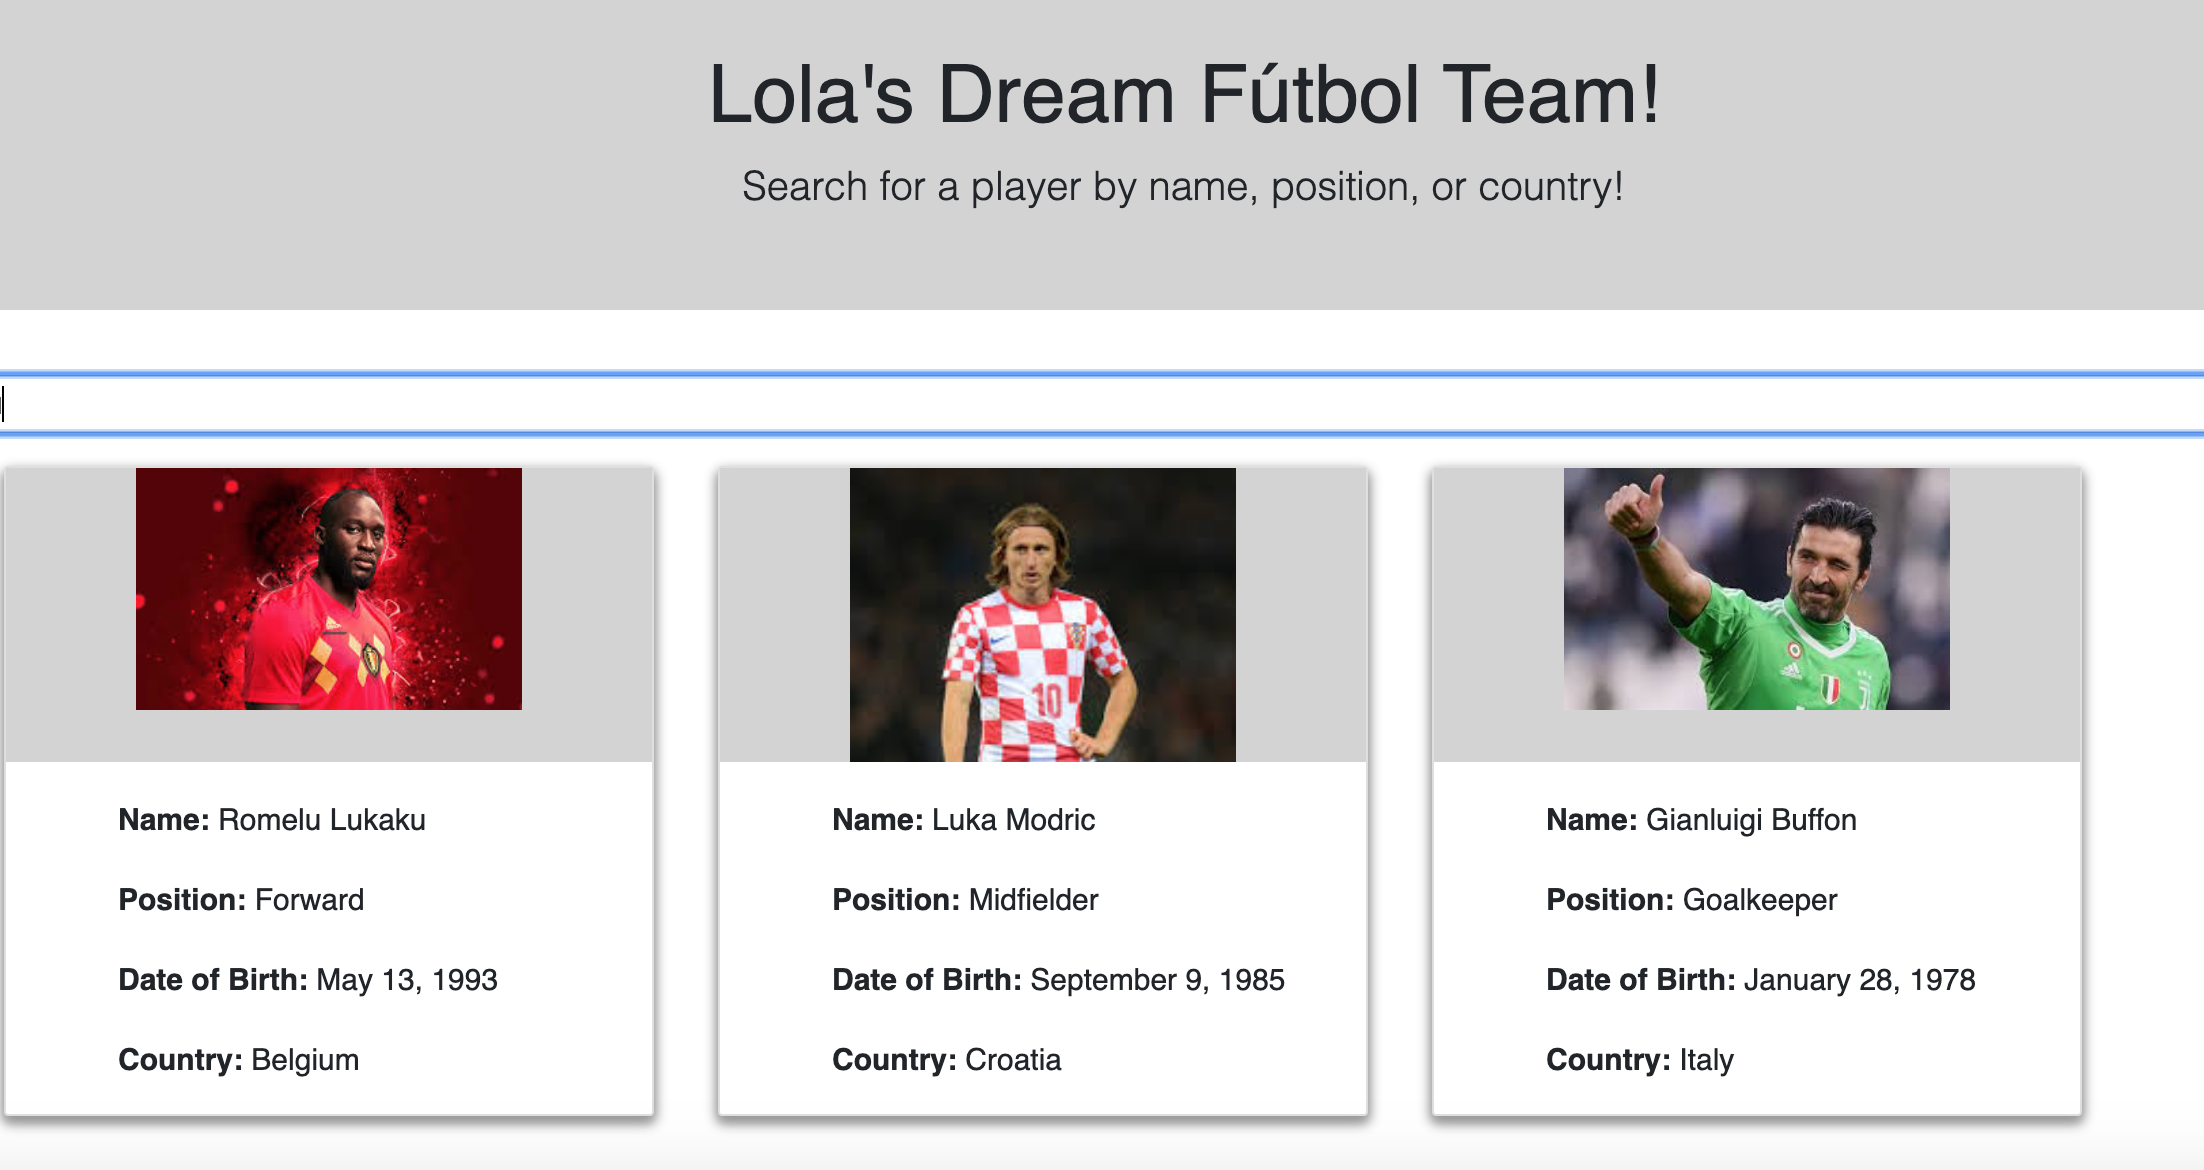 Lola's Dream Fútbol Team!
Search for a player by name, position, or country!
10
Name: Romelu Lukaku
Position: Forward
Date of Birth: May 13, 1993
Country: Belgium
Name: Luka Modric
Position: Midfielder
Date of Birth: September 9, 1985
Country: Croatia
Name: Gianluigi Buffon
Position: Goalkeeper
Date of Birth: January 28, 1978
Country: Italy